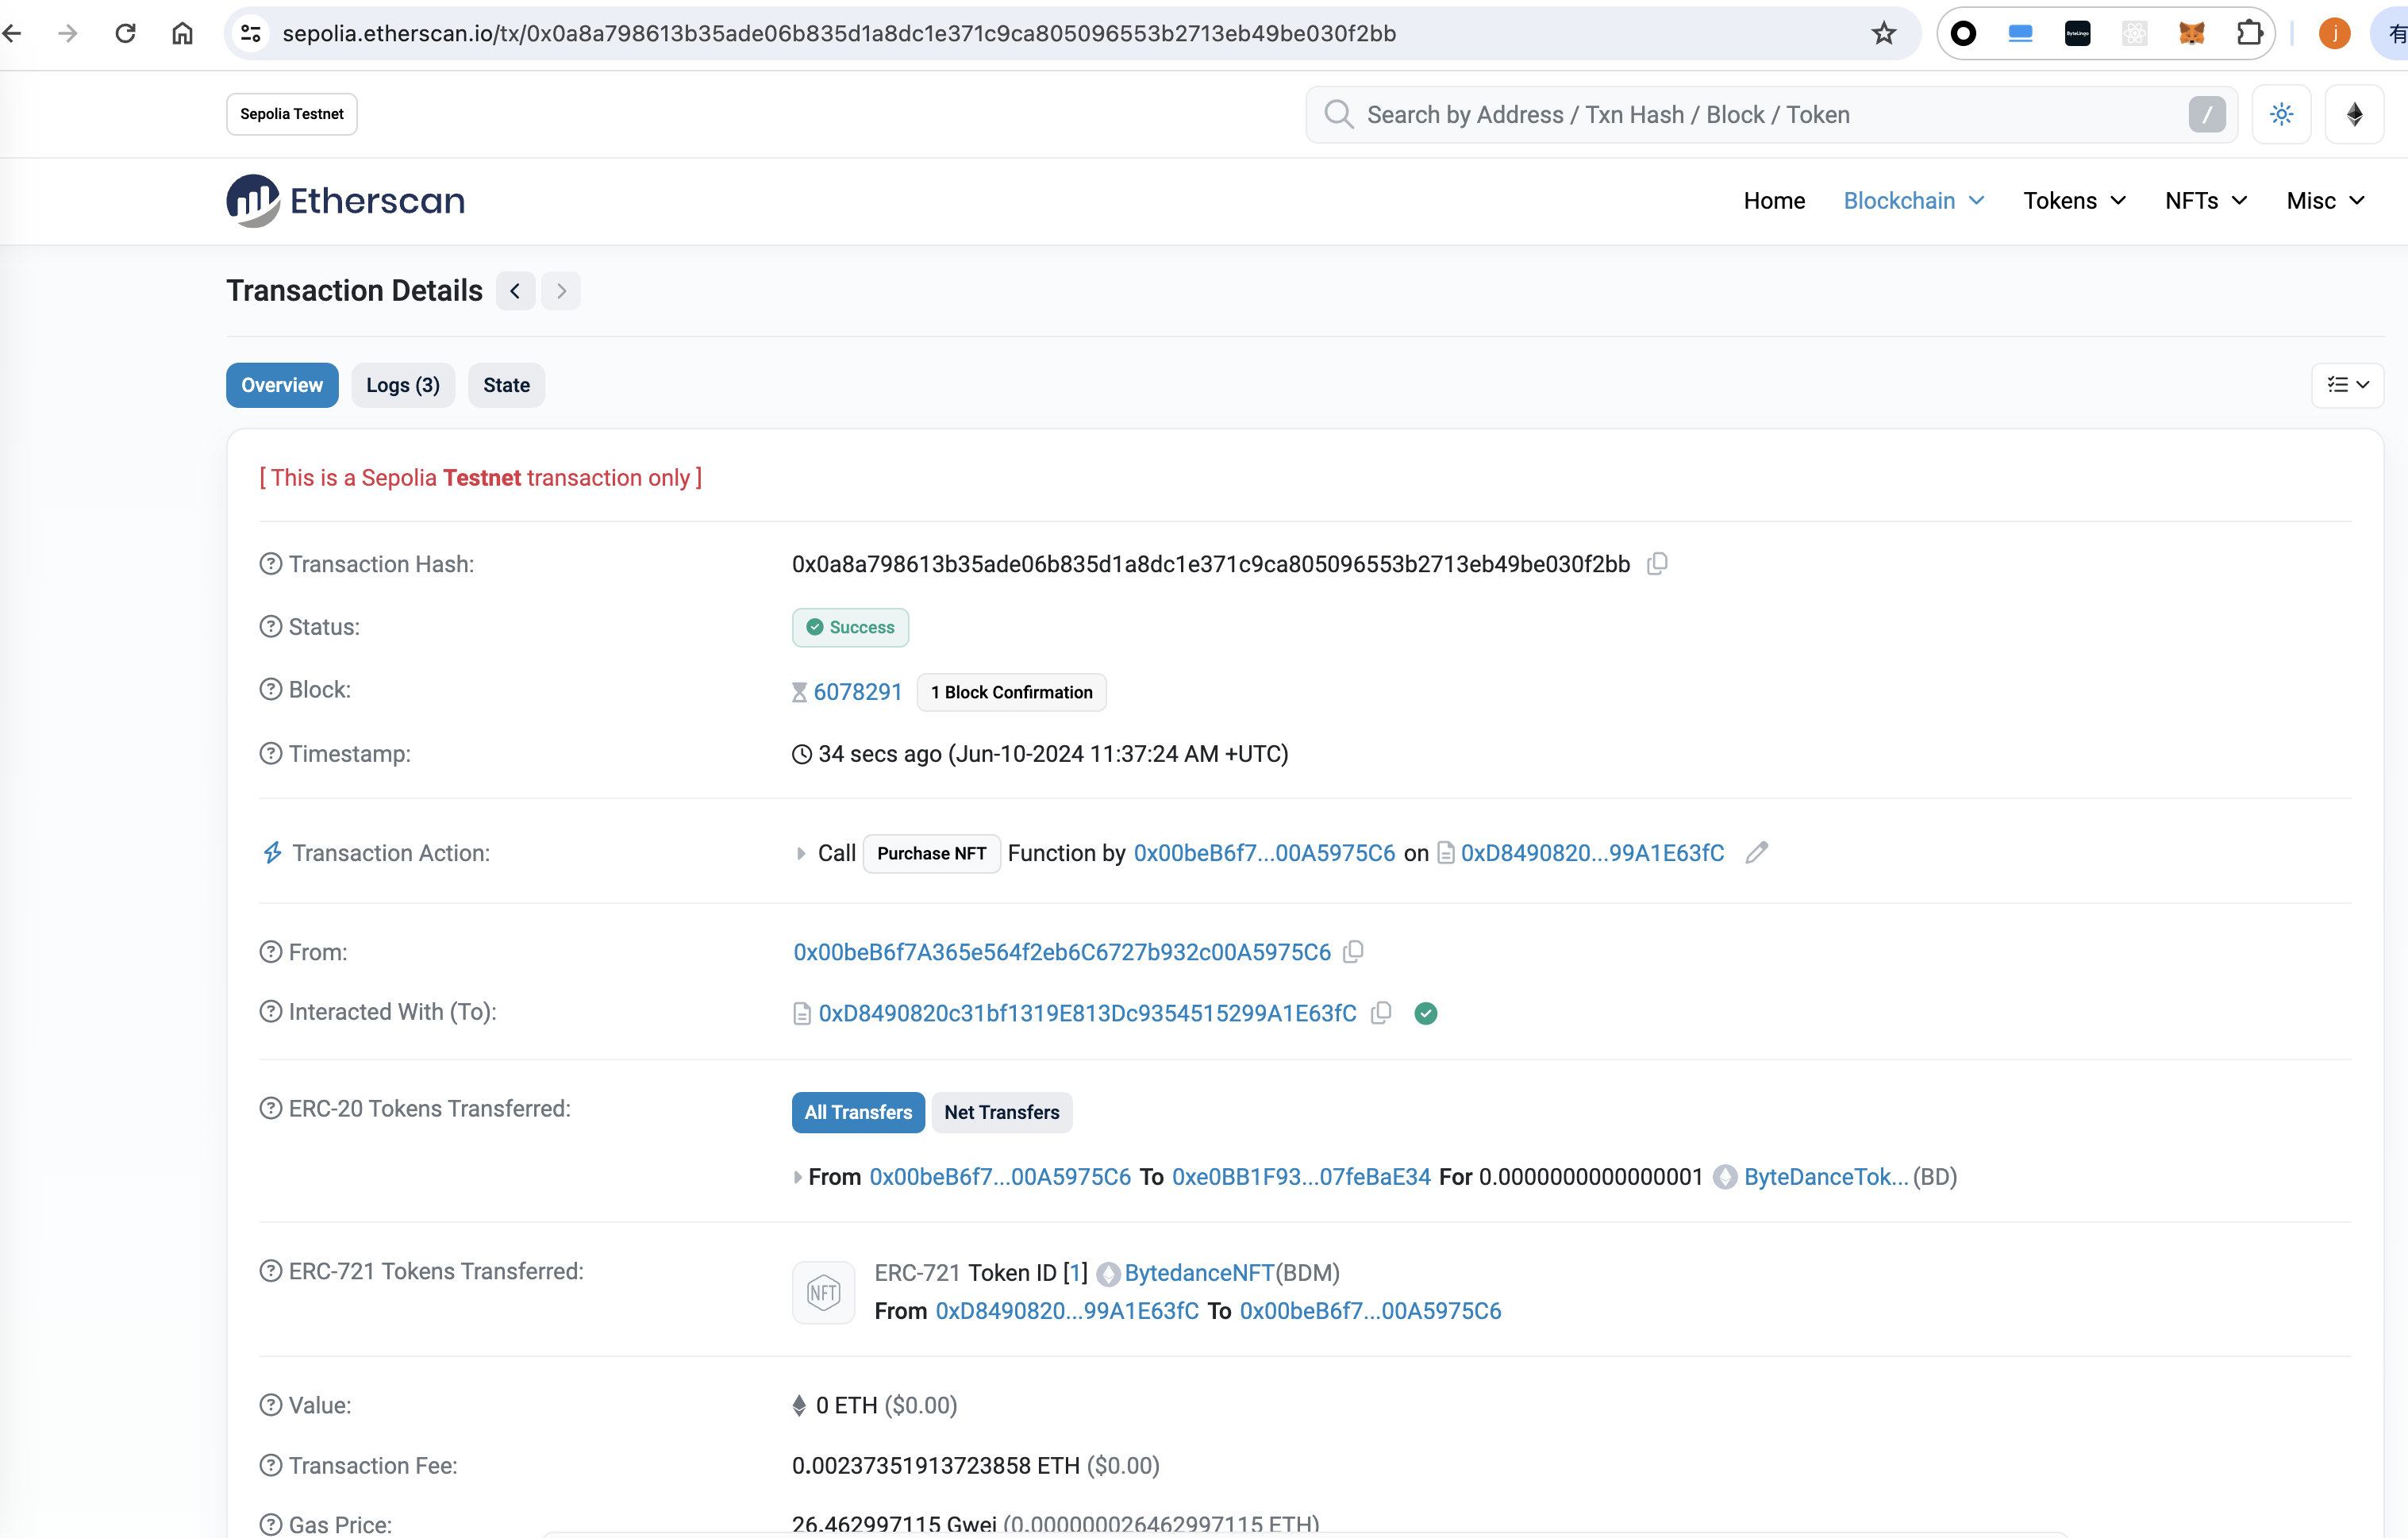 sepolia.etherscan.io/tx/0x0a8a798613b35ade06b835d1a8dc1e371c9ca805096553b2713eb49be030f2bb
j
有
Sepolia Testnet
Search by Address / Txn Hash / Block / Token
/
Etherscan
Home Blockchain Tokens NFTs Misc
Transaction Details
Overview Logs (3) State
[ This is a Sepolia Testnet transaction only ]
Transaction Hash: 0x0a8a798613b35ade06b835d1a8dc1e371c9ca805096553b2713eb49be030f2bb
Status: Success
Block: 6078291 1 Block Confirmation
Timestamp: 34 secs ago (Jun-10-2024 11:37:24 AM +UTC)
Transaction Action: Call Purchase NFT Function by 0x00beB6f7...00A5975C6 on 0xD8490820...99A1E63fC
From: 0x00beB6f7A365e564f2eb6C6727b932c00A5975C6
Interacted With (To): 0xD8490820c31bf1319E813Dc9354515299A1E63fC
ERC-20 Tokens Transferred: All Transfers Net Transfers
From 0x00beB6f7...00A5975C6 To 0xe0BB1F93...07feBaE34 For 0.0000000000000001 ByteDanceTok... (BD)
ERC-721 Tokens Transferred: NFT ERC-721 Token ID [1] BytedanceNFT(BDM)
From 0xD8490820...99A1E63fC To 0x00beB6f7...00A5975C6
Value: 0 ETH ($0.00)
Transaction Fee: 0.00237351913723858 ETH ($0.00)
Gas Price: 26.462997115 Gwei (0.000000026462997115 ETH)